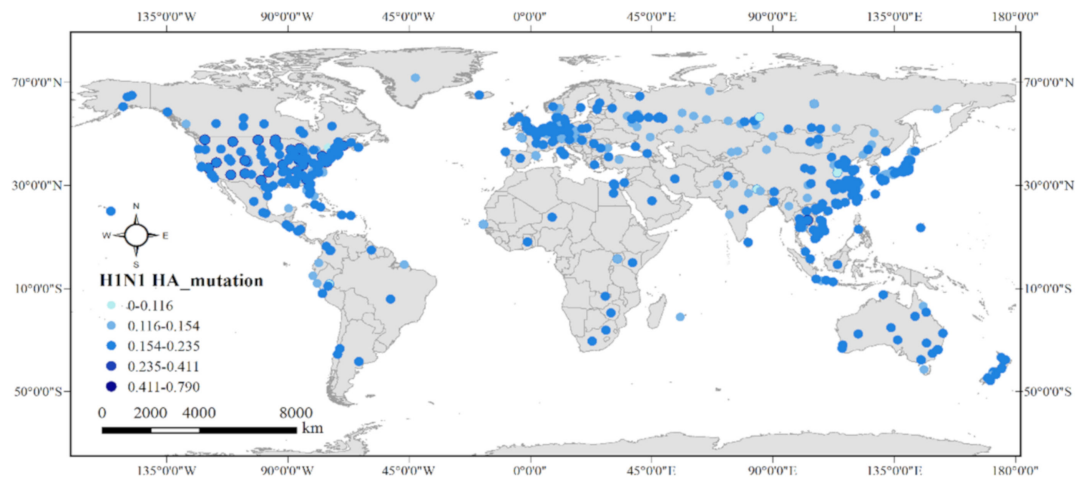 135°0'0"W 90°0'0"W 45°0'0"W 0°0'0" 45°0'0"E 90°0'0"E 135°0'0"E 180°0'0"
70°0'0"N 70°0'0"N
30°0'0"N 30°0'0"N
N
W E
S
H1N1 HA_mutation
10°0'0"S 10°0'0"S
0-0.116
0.116-0.154
0.154-0.235
0.235-0.411
50°0'0"S 50°0'0"S
0.411-0.790
0 2000 4000 8000
km
135°0'0"W 90°0'0"W 45°0'0"W 0°0'0" 45°0'0"E 90°0'0"E 135°0'0"E 180°0'0"